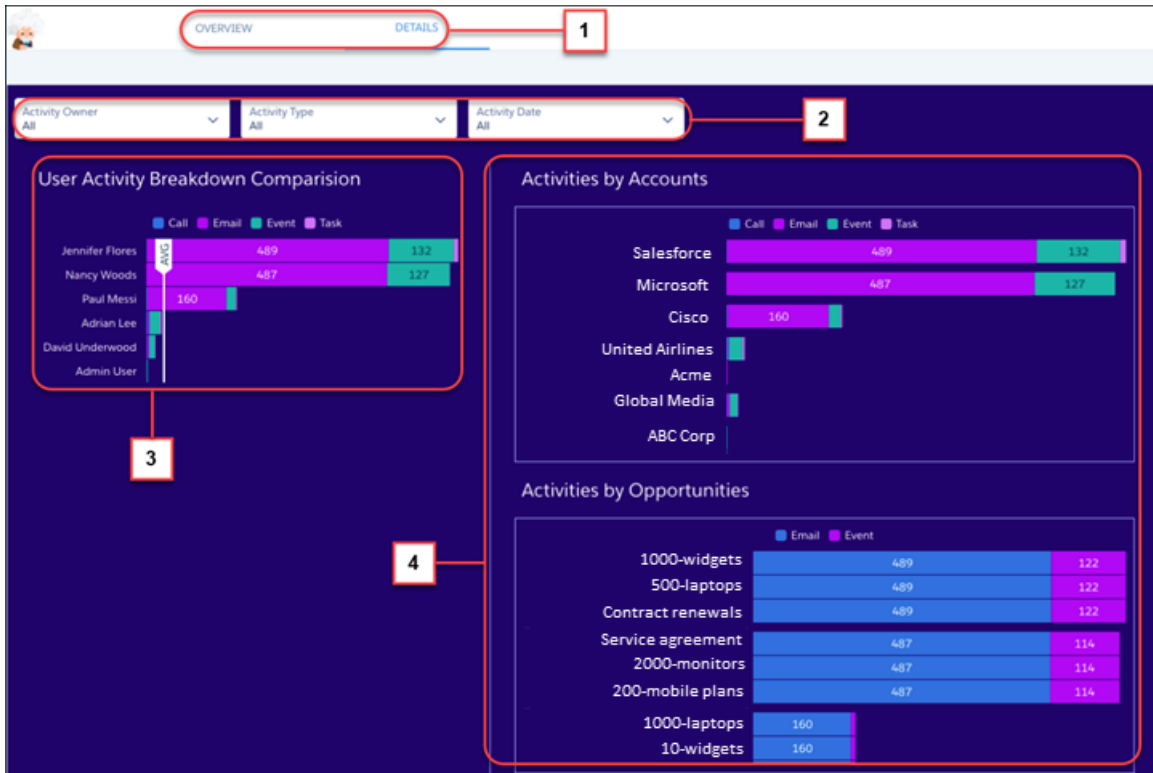 OVERVIEW DETAILS 1
Activity Owner Activity Type Activity Date
All All All
2
User Activity Breakdown Comparision
Call Email Event Task
AVG
Jennifer Flores 489 132
Nancy Woods 487 127
Paul Messi 160
Adrian Lee
David Underwood
Admin User
3
Activities by Accounts
Call Email Event Task
Salesforce 489 132
Microsoft 487 127
Cisco 160
United Airlines
Acme
Global Media
ABC Corp
Activities by Opportunities
Email Event
4
1000-widgets 489 122
500-laptops 489 122
Contract renewals 489 122
Service agreement 487 114
2000-monitors 487 114
200-mobile plans 487 114
1000-laptops 160
10-widgets 160